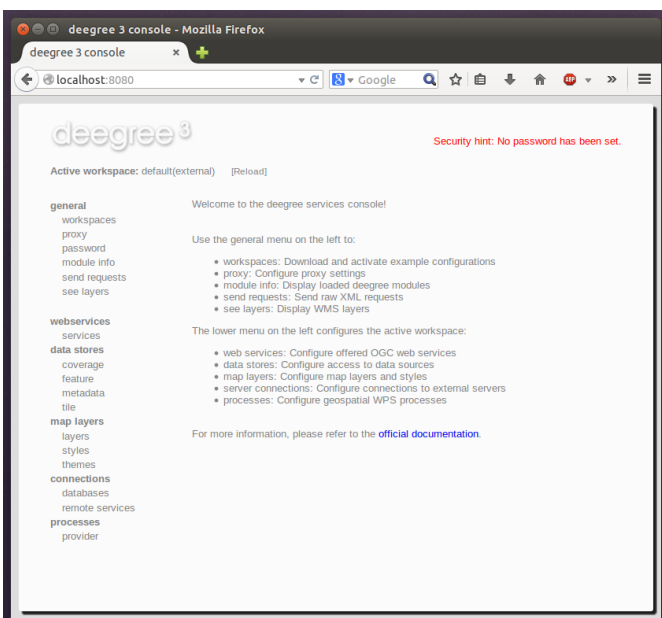 deegree 3 console - Mozilla Firefox
deegree 3 console
localhost:8080
Google
ABP
deegree 3
Security hint: No password has been set.
Active workspace: default(external) [Reload]
general
workspaces
proxy
password
module info
send requests
see layers
webservices
services
data stores
coverage
feature
metadata
tile
map layers
layers
styles
themes
connections
databases
remote services
processes
provider
Welcome to the deegree services console!
Use the general menu on the left to:
• workspaces: Download and activate example configurations
• proxy: Configure proxy settings
• module info: Display loaded deegree modules
• send requests: Send raw XML requests
• see layers: Display WMS layers
The lower menu on the left configures the active workspace:
• web services: Configure offered OGC web services
• data stores: Configure access to data sources
• map layers: Configure map layers and styles
• server connections: Configure connections to external servers
• processes: Configure geospatial WPS processes
For more information, please refer to the official documentation.